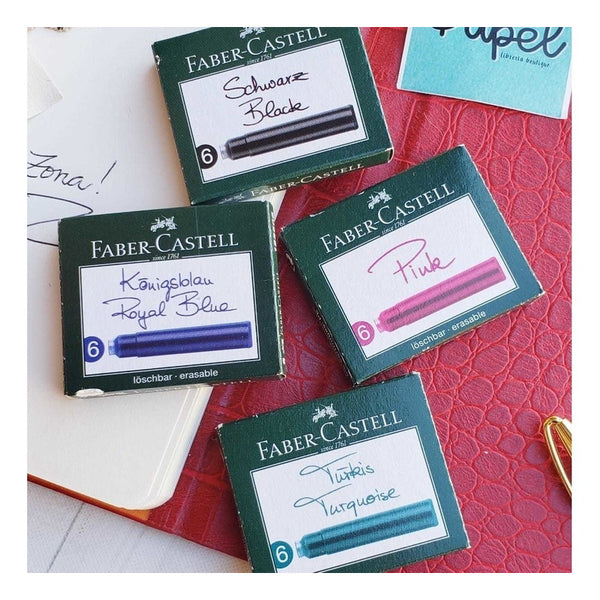 FABER-CASTELL
since 1761
Schwarz
Black
6
FABER-CASTELL
Papel
librería boutique
zona!
FABER-CASTELL
since 1761
Königsblau
Royal Blue
6
löschbar · erasable
FABER-CASTELL
since 1761
Pink
6
löschbar · erasable
FABER-CASTELL
since 1761
Türkis
Turquoise
6